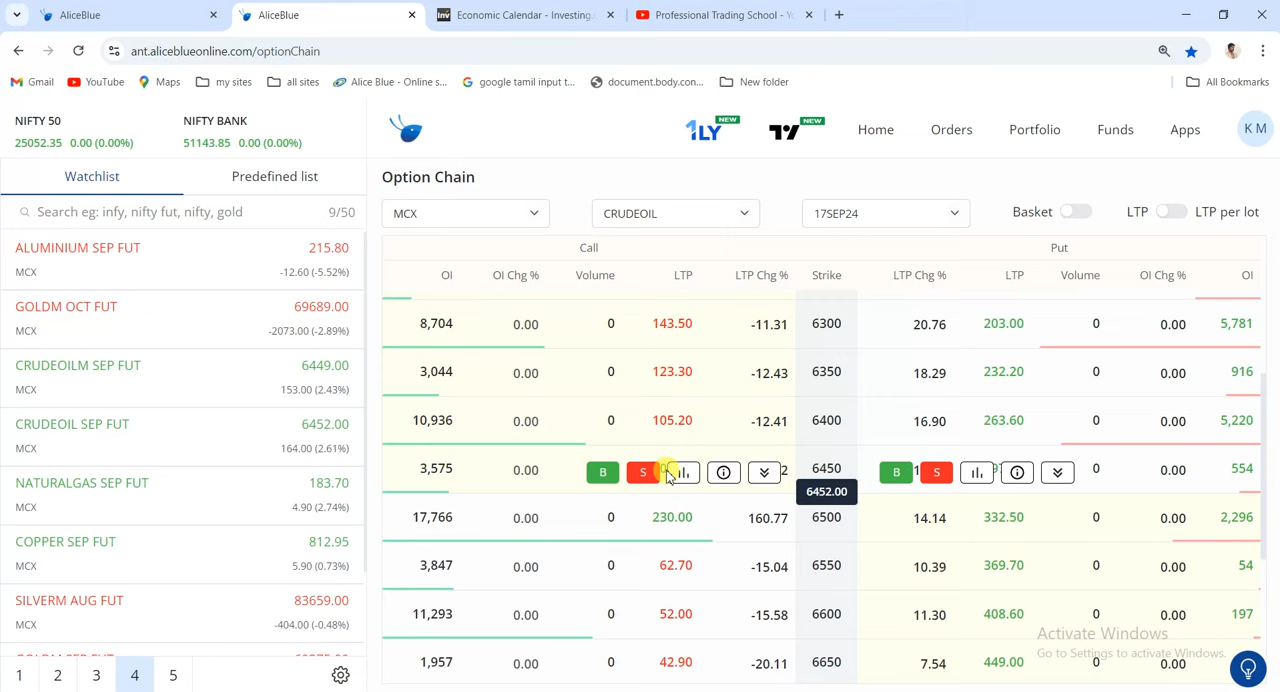 AliceBlue
AliceBlue
Economic Calendar - Investing.
Professional Trading School - Yo
ant.aliceblueonline.com/optionChain
Gmail YouTube Maps my sites all sites Alice Blue - Online s... google tamil input t... document.body.con... New folder All Bookmarks
NIFTY 50 NIFTY BANK
25052.35 0.00 (0.00%) 51143.85 0.00 (0.00%)
1LY NEW NEW Home Orders Portfolio Funds Apps K M
Watchlist Predefined list
Search eg: infy, nifty fut, nifty, gold 9/50
ALUMINIUM SEP FUT 215.80
MCX -12.60 (-5.52%)
GOLDM OCT FUT 69689.00
MCX -2073.00 (-2.89%)
CRUDEOILM SEP FUT 6449.00
MCX 153.00 (2.43%)
CRUDEOIL SEP FUT 6452.00
MCX 164.00 (2.61%)
NATURALGAS SEP FUT 183.70
MCX 4.90 (2.74%)
COPPER SEP FUT 812.95
MCX 5.90 (0.73%)
SILVERM AUG FUT 83659.00
MCX -404.00 (-0.48%)
1 2 3 4 5
Option Chain
MCX CRUDEOIL 17SEP24 Basket LTP LTP per lot
Call Put
OI OI Chg % Volume LTP LTP Chg % Strike LTP Chg % LTP Volume OI Chg % OI
8,704 0.00 0 143.50 -11.31 6300 20.76 203.00 0 0.00 5,781
3,044 0.00 0 123.30 -12.43 6350 18.29 232.20 0 0.00 916
10,936 0.00 0 105.20 -12.41 6400 16.90 263.60 0 0.00 5,220
3,575 0.00 B S 2 6450 B S 0 0.00 554
6452.00
17,766 0.00 0 230.00 160.77 6500 14.14 332.50 0 0.00 2,296
3,847 0.00 0 62.70 -15.04 6550 10.39 369.70 0 0.00 54
11,293 0.00 0 52.00 -15.58 6600 11.30 408.60 0 0.00 197
1,957 0.00 0 42.90 -20.11 6650 7.54 449.00 0 0.00
Activate Windows
Go to Settings to activate Windows.